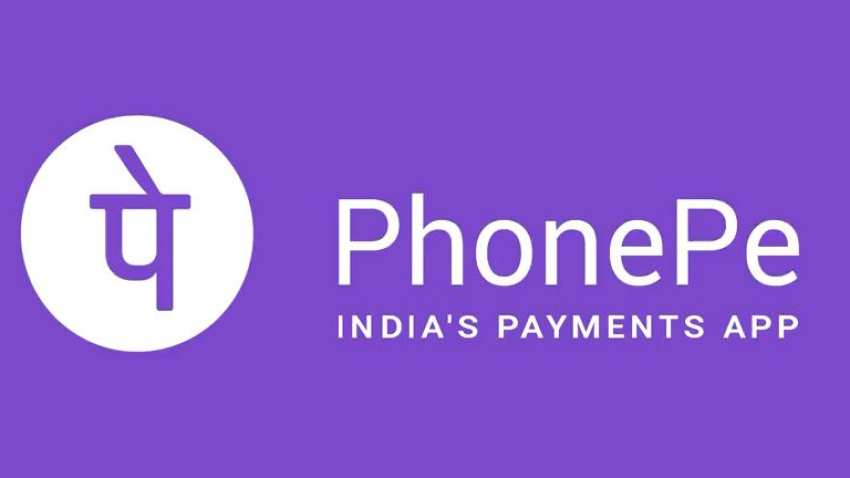 पे
PhonePe
INDIA'S PAYMENTS APP